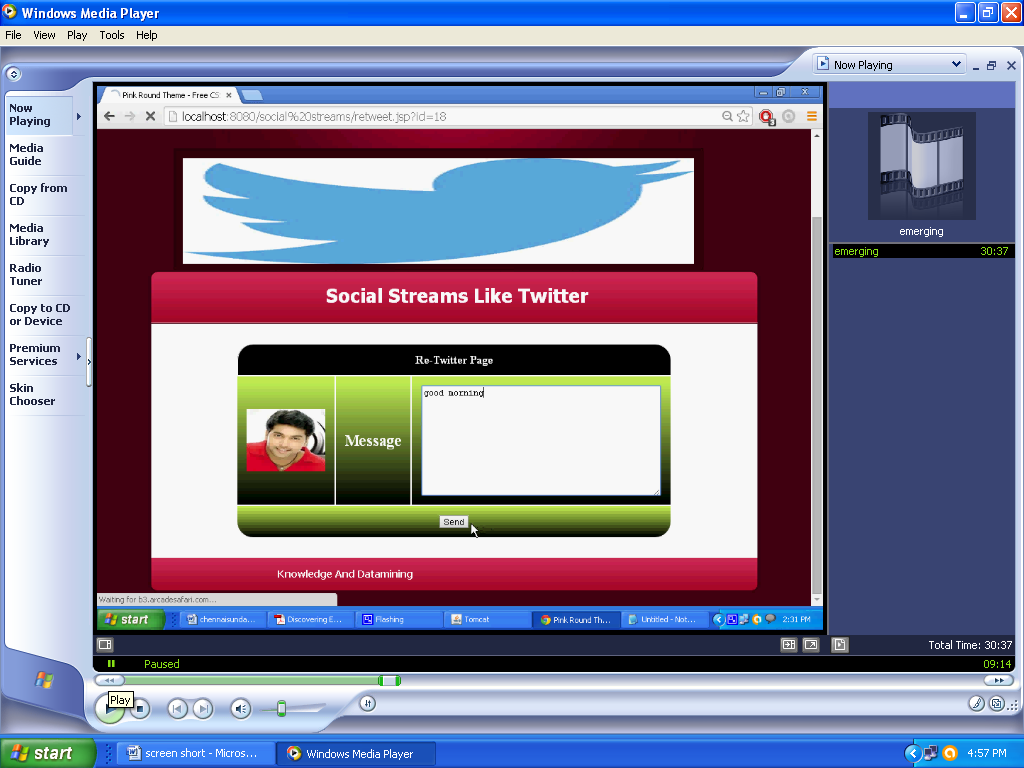 Windows Media Player
File View Play Tools Help
Now Playing
Now
Playing
Media
Guide
Copy from
CD
Media
Library
Radio
Tuner
Copy to CD
or Device
Premium
Services
Skin
Chooser
Pink Round Theme - Free CS
localhost:8080/social%20streams/retweet.jsp?id=18
Social Streams Like Twitter
Re-Twitter Page
Message
good morning
Send
Knowledge And Datamining
Waiting for b3.arcadesafari.com...
start chennaisunda... Discovering E... Flashing Tomcat Pink Round Th... Untitled - Not... 2:31 PM
emerging
emerging 30:37
Total Time: 30:37
Paused 09:14
Play
start screen short - Micros... Windows Media Player 4:57 PM